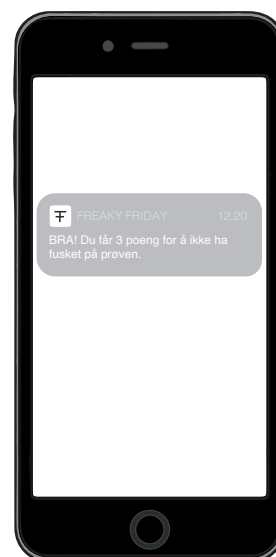 FREAKY FRIDAY 12.20
BRA! Du får 3 poeng for å ikke ha
fusket på prøven.